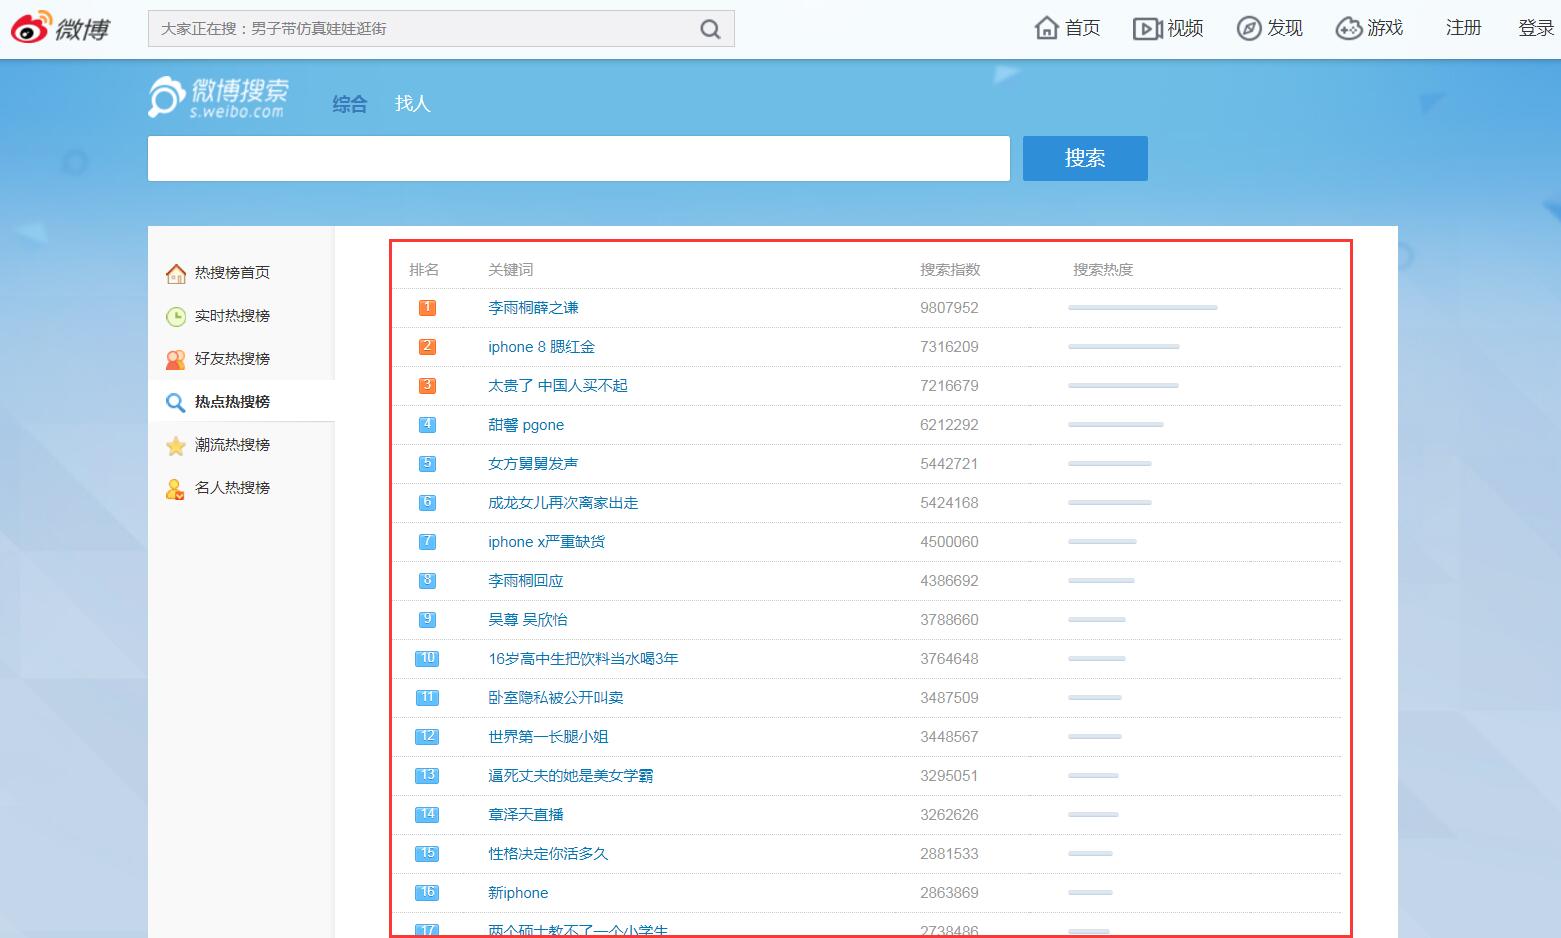 微博 大家正在搜：男子带仿真娃娃逛街 首页 视频 发现 游戏 注册 登录
微博搜索 综合 找人
s.weibo.com
搜索
热搜榜首页
实时热搜榜
好友热搜榜
热点热搜榜
潮流热搜榜
名人热搜榜
排名 关键词 搜索指数 搜索热度
1 李雨桐薛之谦 9807952
2 iphone 8 腮红金 7316209
3 太贵了 中国人买不起 7216679
4 甜馨 pgone 6212292
5 女方舅舅发声 5442721
6 成龙女儿再次离家出走 5424168
7 iphone x严重缺货 4500060
8 李雨桐回应 4386692
9 吴尊 吴欣怡 3788660
10 16岁高中生把饮料当水喝3年 3764648
11 卧室隐私被公开叫卖 3487509
12 世界第一长腿小姐 3448567
13 逼死丈夫的她是美女学霸 3295051
14 章泽天直播 3262626
15 性格决定你活多久 2881533
16 新iphone 2863869
17 两个硕士教不了一个小学生 2738486